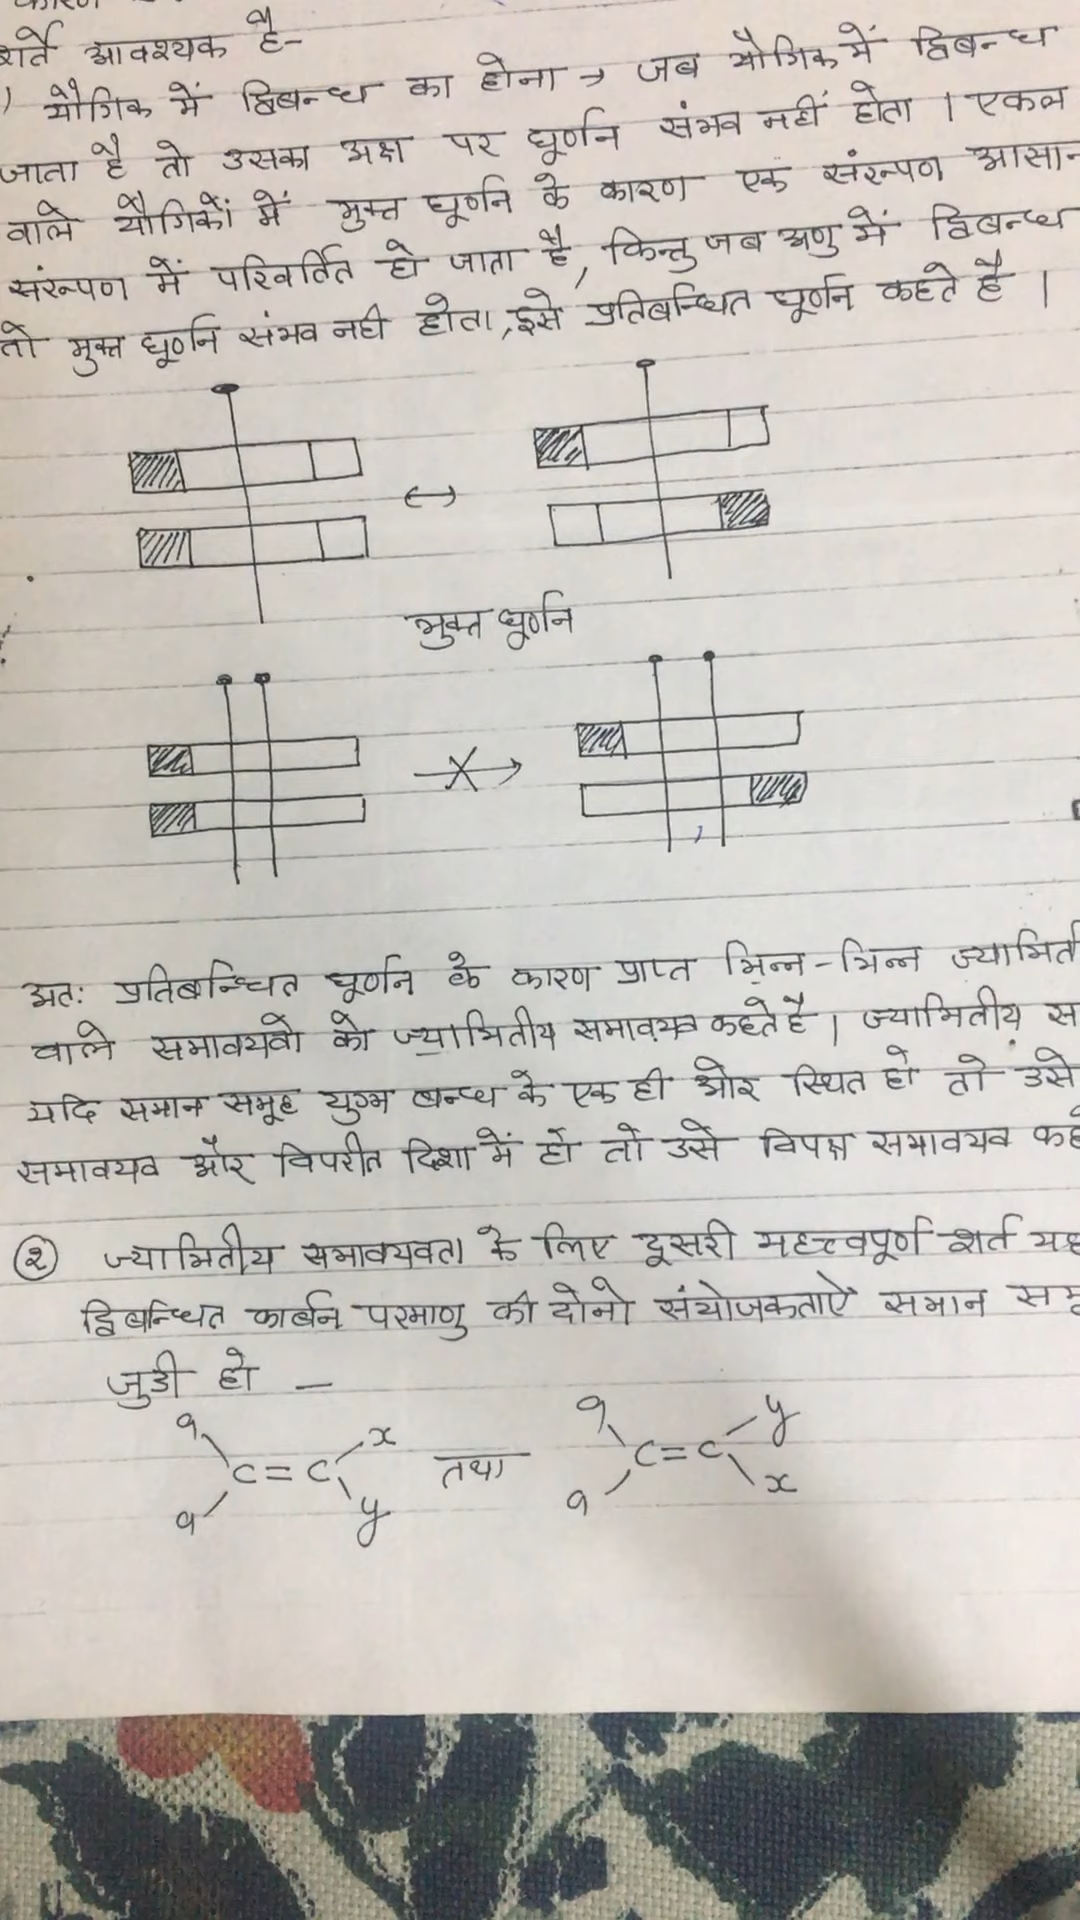 कारण
शर्ते आवश्यक है-
) यौगिक में द्विबन्ध का होना → जब यौगिक में द्विबन्ध
जाता है तो उसका अक्ष पर घूर्णन संभव नहीं होता । एकल
वाले यौगिकों में मुक्त घूर्णन के कारण एक संरूपण आसान
संरूपण में परिवर्तित हो जाता है, किन्तु जब अणु में द्विबन्ध
तो मुक्त घूर्णन संभव नही होता, इसे प्रतिबन्धित घूर्णन कहते है ।
मुक्त घूर्णन
अतः प्रतिबन्धित घूर्णन के कारण प्राप्त भिन्न-भिन्न ज्यामिती
वाले समावयवो को ज्यामितीय समावयव कहते है । ज्यामितीय स
यदि समान समूह युग्म बन्ध के एक ही ओर स्थित हो तो उसे
समावयव और विपरीत दिशा में हो तो उसे विपक्ष समावयव कह
② ज्यामितीय समावयवता के लिए दूसरी महत्त्वपूर्ण शर्त यह
द्विबन्धित कार्बन परमाणु की दोनो संयोजकताऐं समान समू
जुडी हो —
a x a y
C=C तथा C=C
a y a x